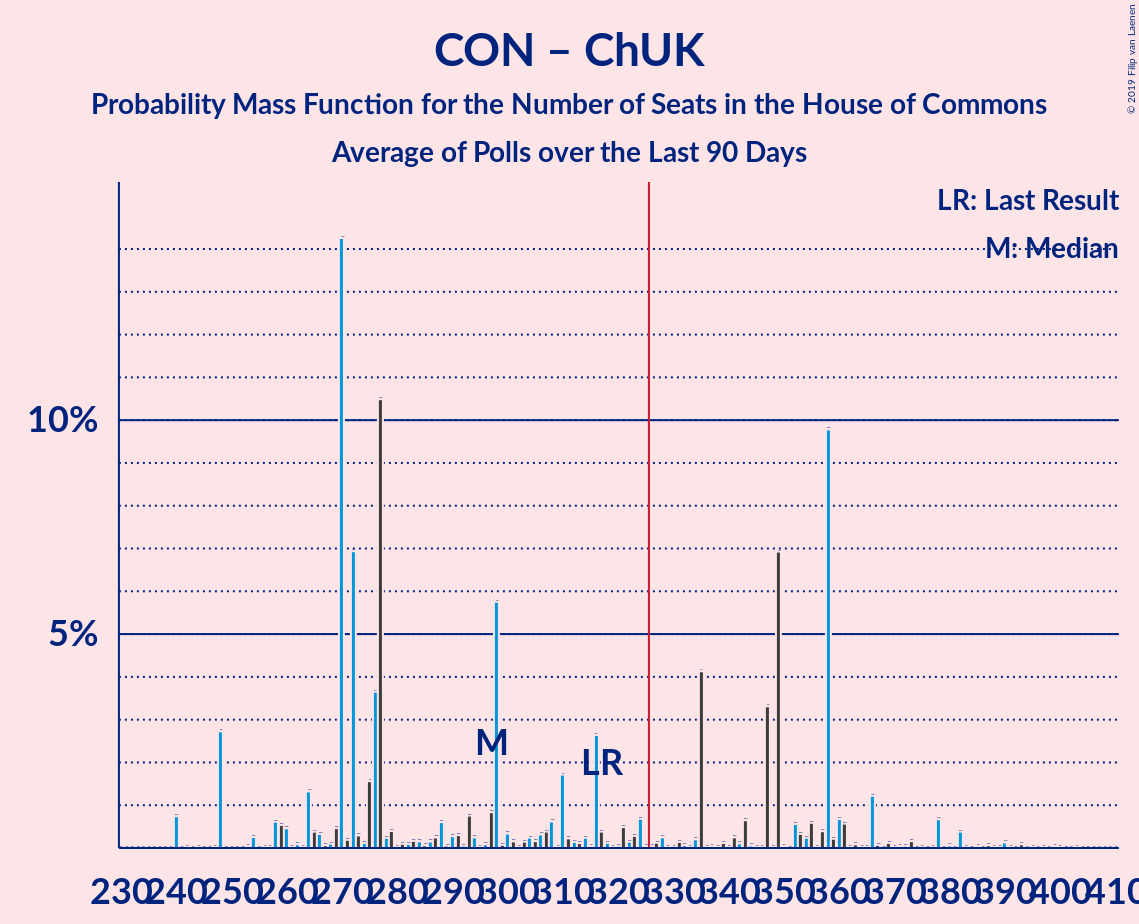 CON – ChUK
Probability Mass Function for the Number of Seats in the House of Commons
Average of Polls over the Last 90 Days
© 2019 Filip van Laenen
LR: Last Result
M: Median
10%
5%
M
LR
230 240 250 260 270 280 290 300 310 320 330 340 350 360 370 380 390 400 410